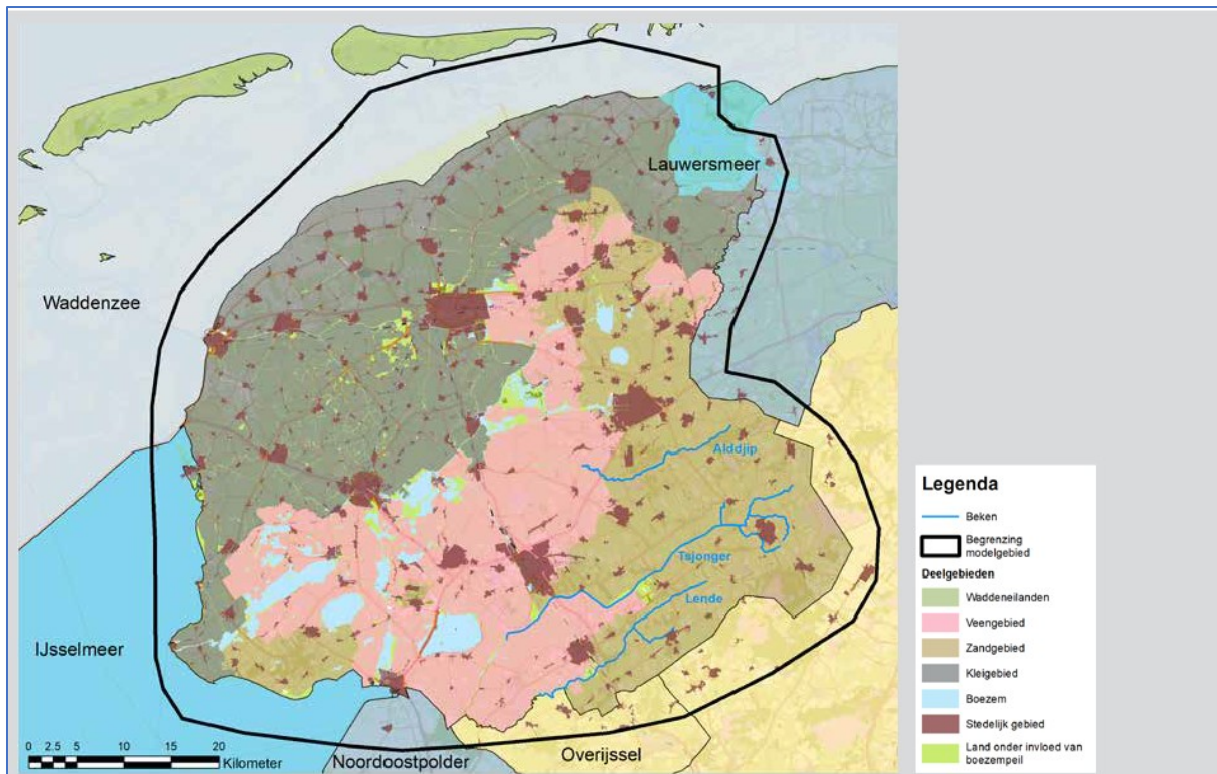 Lauwersmeer
Waddenzee
Alddjip
Tsjonger
Lende
IJsselmeer
0 2.5 5 10 15 20
Kilometer
Noordoostpolder
Overijssel
Legenda
Beken
Begrenzing
modelgebied
Deelgebieden
Waddeneilanden
Veengebied
Zandgebied
Kleigebied
Boezem
Stedelijk gebied
Land onder invloed van
boezempeil